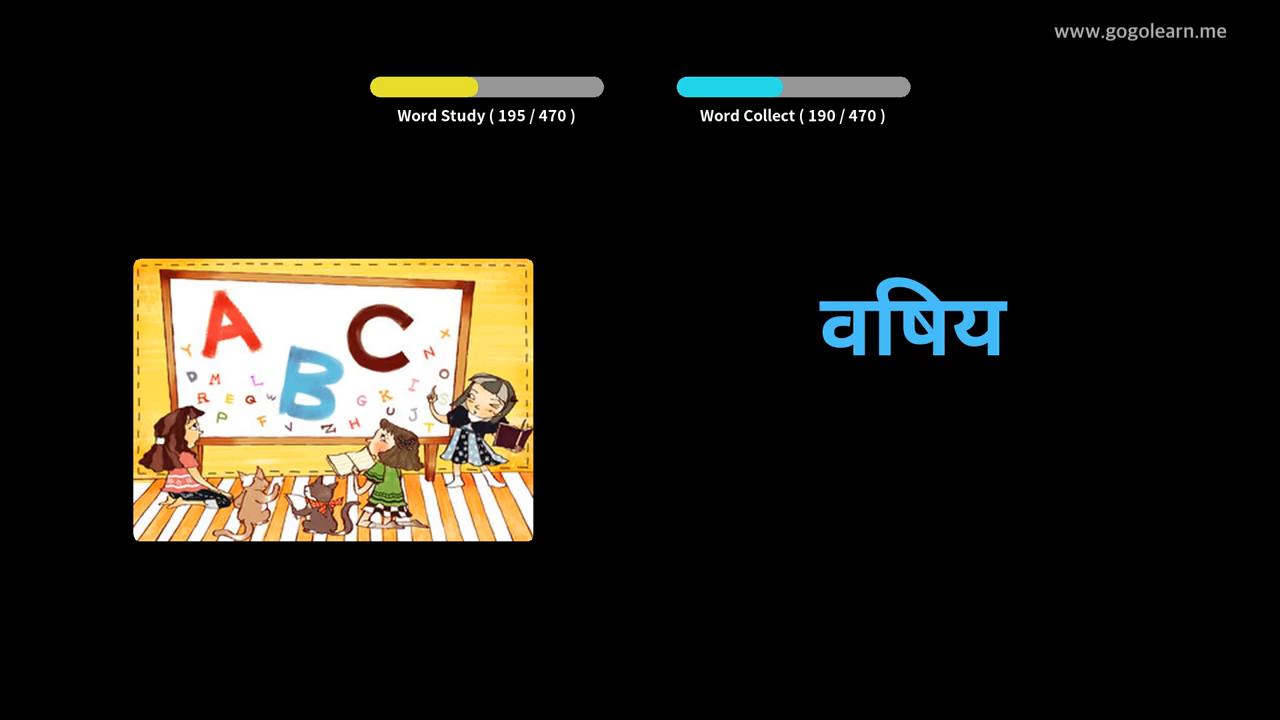 www.gogolearn.me
Word Study ( 195 / 470 )
Word Collect ( 190 / 470 )
वषिय
A B C
X
Y N
D M L I O
R E Q W G K S
P F V Z H U J T